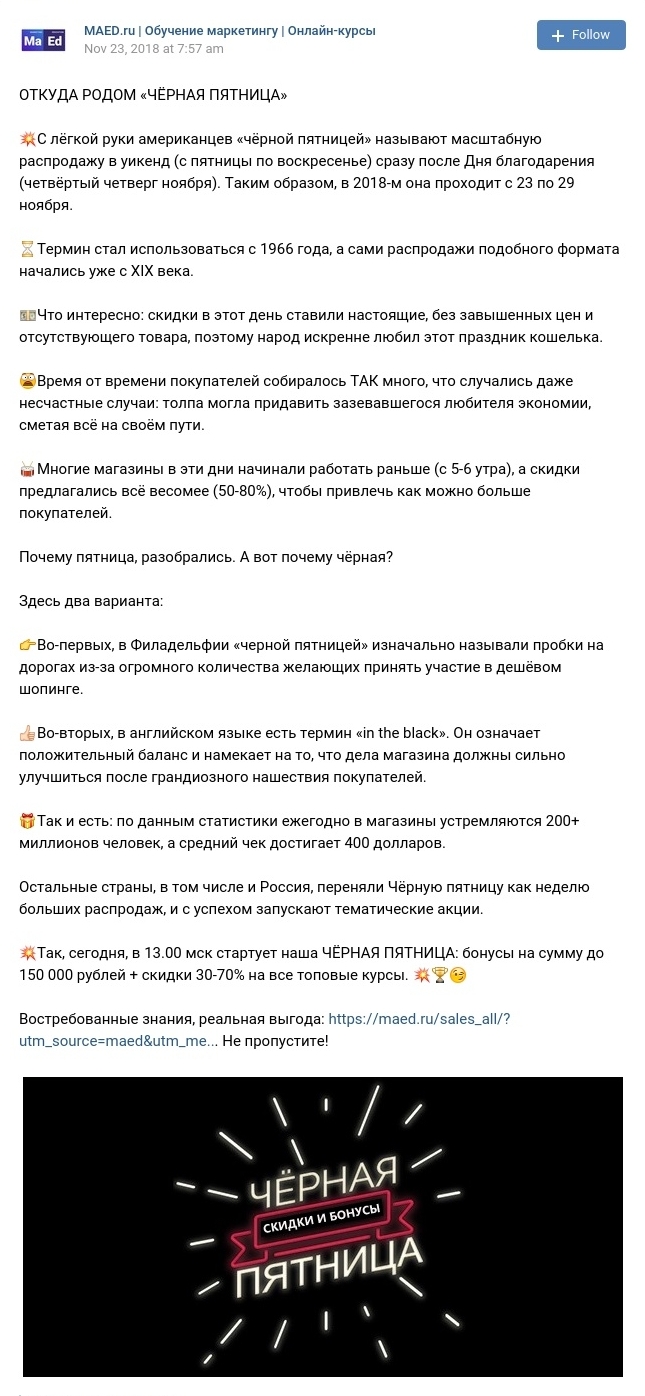 MAED.ru | Обучение маркетингу | Онлайн-курсы
Nov 23, 2018 at 7:57 am
Follow
Ma Ed
ОТКУДА РОДОМ «ЧЁРНАЯ ПЯТНИЦА»
💥С лёгкой руки американцев «чёрной пятницей» называют масштабную
распродажу в уикенд (с пятницы по воскресенье) сразу после Дня благодарения
(четвёртый четверг ноября). Таким образом, в 2018-м она проходит с 23 по 29
ноября.
⏳Термин стал использоваться с 1966 года, а сами распродажи подобного формата
начались уже с XIX века.
💵Что интересно: скидки в этот день ставили настоящие, без завышенных цен и
отсутствующего товара, поэтому народ искренне любил этот праздник кошелька.
😱Время от времени покупателей собиралось ТАК много, что случались даже
несчастные случаи: толпа могла придавить зазевавшегося любителя экономии,
сметая всё на своём пути.
🥁Многие магазины в эти дни начинали работать раньше (с 5-6 утра), а скидки
предлагались всё весомее (50-80%), чтобы привлечь как можно больше
покупателей.
Почему пятница, разобрались. А вот почему чёрная?
Здесь два варианта:
👉Во-первых, в Филадельфии «черной пятницей» изначально называли пробки на
дорогах из-за огромного количества желающих принять участие в дешёвом
шопинге.
👍Во-вторых, в английском языке есть термин «in the black». Он означает
положительный баланс и намекает на то, что дела магазина должны сильно
улучшиться после грандиозного нашествия покупателей.
🎁Так и есть: по данным статистики ежегодно в магазины устремляются 200+
миллионов человек, а средний чек достигает 400 долларов.
Остальные страны, в том числе и Россия, переняли Чёрную пятницу как неделю
больших распродаж, и с успехом запускают тематические акции.
💥Так, сегодня, в 13.00 мск стартует наша ЧЁРНАЯ ПЯТНИЦА: бонусы на сумму до
150 000 рублей + скидки 30-70% на все топовые курсы. 💥🏆😉
Востребованные знания, реальная выгода: https://maed.ru/sales_all/?
utm_source=maed&utm_me... Не пропустите!
ЧЁРНАЯ
СКИДКИ И БОНУСЫ
ПЯТНИЦА